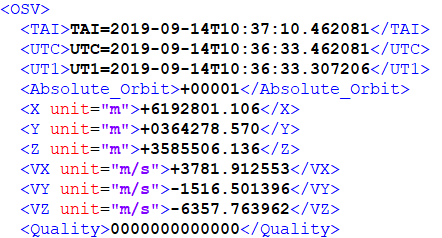 <OSV>
<TAI>TAI=2019-09-14T10:37:10.462081</TAI>
<UTC>UTC=2019-09-14T10:36:33.462081</UTC>
<UT1>UT1=2019-09-14T10:36:33.307206</UT1>
<Absolute_Orbit>+00001</Absolute_Orbit>
<X unit="m">+6192801.106</X>
<Y unit="m">+0364278.570</Y>
<Z unit="m">+3585506.136</Z>
<VX unit="m/s">+3781.912553</VX>
<VY unit="m/s">-1516.501396</VY>
<VZ unit="m/s">-6357.763962</VZ>
<Quality>0000000000000</Quality>